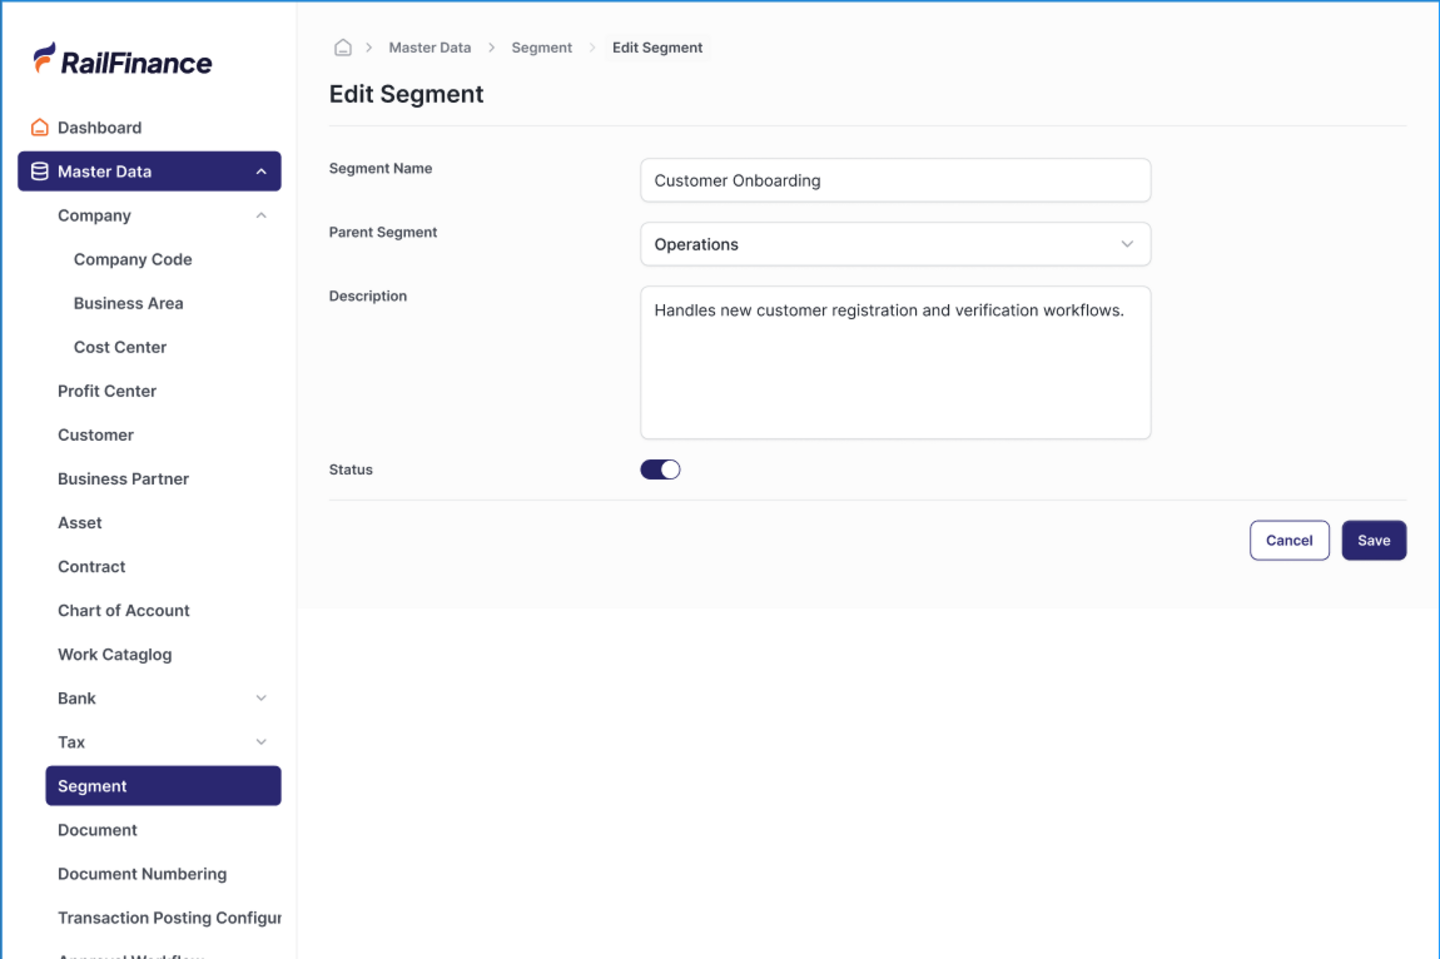 RailFinance
Dashboard
Master Data
Company
Company Code
Business Area
Cost Center
Profit Center
Customer
Business Partner
Asset
Contract
Chart of Account
Work Cataglog
Bank
Tax
Segment
Document
Document Numbering
Transaction Posting Configur
Approval Workflow
Master Data
Segment
Edit Segment
Edit Segment
Segment Name
Customer Onboarding
Parent Segment
Operations
Description
Handles new customer registration and verification workflows.
Status
Cancel
Save